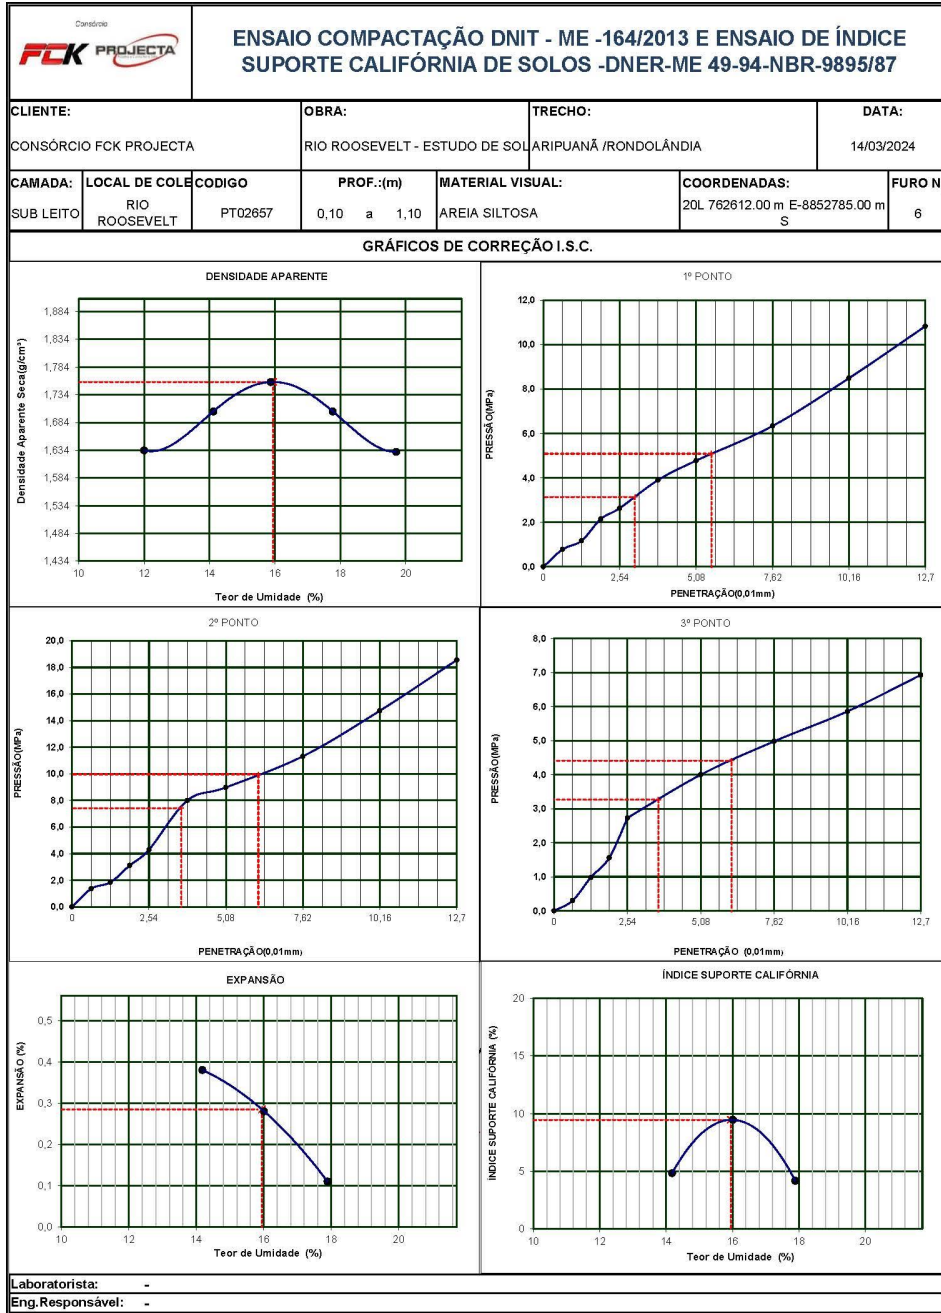 Consórcio
FCK PROJECTA
ENSAIO COMPACTAÇÃO DNIT - ME -164/2013 E ENSAIO DE ÍNDICE
SUPORTE CALIFÓRNIA DE SOLOS -DNER-ME 49-94-NBR-9895/87
CLIENTE: OBRA: TRECHO: DATA:
CONSÓRCIO FCK PROJECTA RIO ROOSEVELT - ESTUDO DE SOL ARIPUANÃ /RONDOLÂNDIA 14/03/2024
CAMADA: LOCAL DE COLE CODIGO PROF.:(m) MATERIAL VISUAL: COORDENADAS: FURO N
SUB LEITO RIO ROOSEVELT PT02657 0,10 a 1,10 AREIA SILTOSA 20L 762612.00 m E-8852785.00 m S 6
GRÁFICOS DE CORREÇÃO I.S.C.
DENSIDADE APARENTE
Densidade Aparente Seca(g/cm³)
1,884
1,834
1,784
1,734
1,684
1,634
1,584
1,534
1,484
1,434
10 12 14 16 18 20
Teor de Umidade (%)
1º PONTO
PRESSÃO(MPa)
12,0
10,0
8,0
6,0
4,0
2,0
0,0
0 2,54 5,08 7,62 10,16 12,7
PENETRAÇÃO(0,01mm)
2º PONTO
PRESSÃO(MPa)
20,0
18,0
16,0
14,0
12,0
10,0
8,0
6,0
4,0
2,0
0,0
0 2,54 5,08 7,62 10,16 12,7
PENETRAÇÃO(0,01mm)
3º PONTO
PRESSÃO(MPa)
8,0
7,0
6,0
5,0
4,0
3,0
2,0
1,0
0,0
0 2,54 5,08 7,62 10,16 12,7
PENETRAÇÃO (0,01mm)
EXPANSÃO
EXPANSÃO (%)
0,5
0,4
0,3
0,2
0,1
0,0
10 12 14 16 18 20
Teor de Umidade (%)
ÍNDICE SUPORTE CALIFÓRNIA
ÍNDICE SUPORTE CALIFÓRNIA (%)
20
15
10
5
0
10 12 14 16 18 20
Teor de Umidade (%)
Laboratorista: -
Eng.Responsável: -